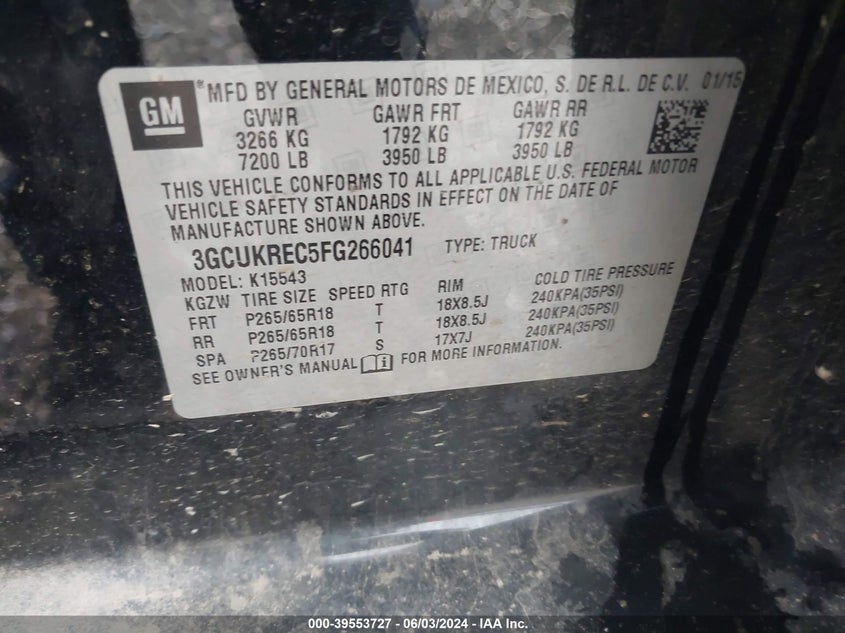 GM ® MFD BY GENERAL MOTORS DE MEXICO, S. DE R.L. DE C.V. 01/15
GVWR GAWR FRT GAWR RR
3266 KG 1792 KG 1792 KG
7200 LB 3950 LB 3950 LB
THIS VEHICLE CONFORMS TO ALL APPLICABLE U.S. FEDERAL MOTOR
VEHICLE SAFETY STANDARDS IN EFFECT ON THE DATE OF
MANUFACTURE SHOWN ABOVE.
3GCUKREC5FG266041 TYPE: TRUCK
MODEL: K15543
KGZW TIRE SIZE SPEED RTG RIM COLD TIRE PRESSURE
FRT P265/65R18 T 18X8.5J 240KPA(35PSI)
RR P265/65R18 T 18X8.5J 240KPA(35PSI)
SPA P265/70R17 S 17X7J 240KPA(35PSI)
SEE OWNER'S MANUAL FOR MORE INFORMATION.
000-39553727 - 06/03/2024 - IAAI Inc.